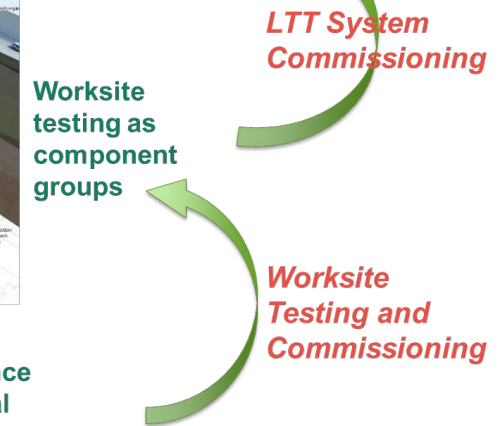 LTT System
Commissioning
Worksite
testing as
component
groups
Worksite
Testing and
Commissioning